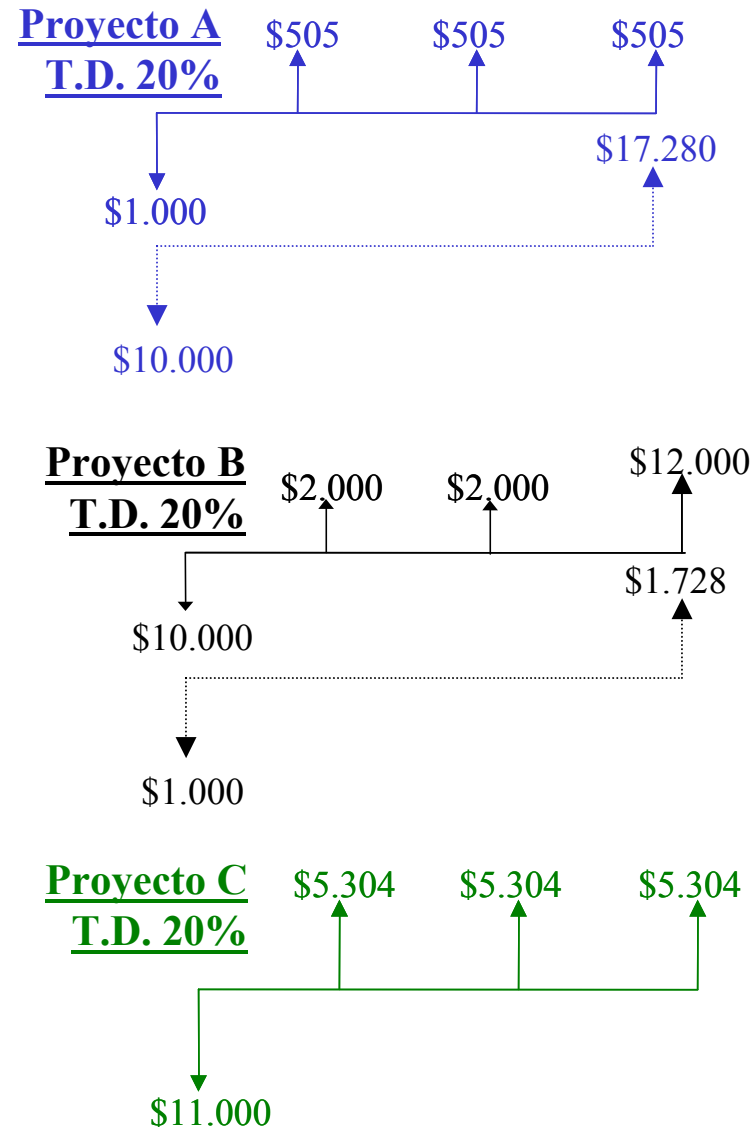 Proyecto A
T.D. 20%
$505 $505 $505
$17.280
$1.000
$10.000
Proyecto B
T.D. 20%
$2.000 $2.000 $12.000
$1.728
$10.000
$1.000
Proyecto C
T.D. 20%
$5.304 $5.304 $5.304
$11.000